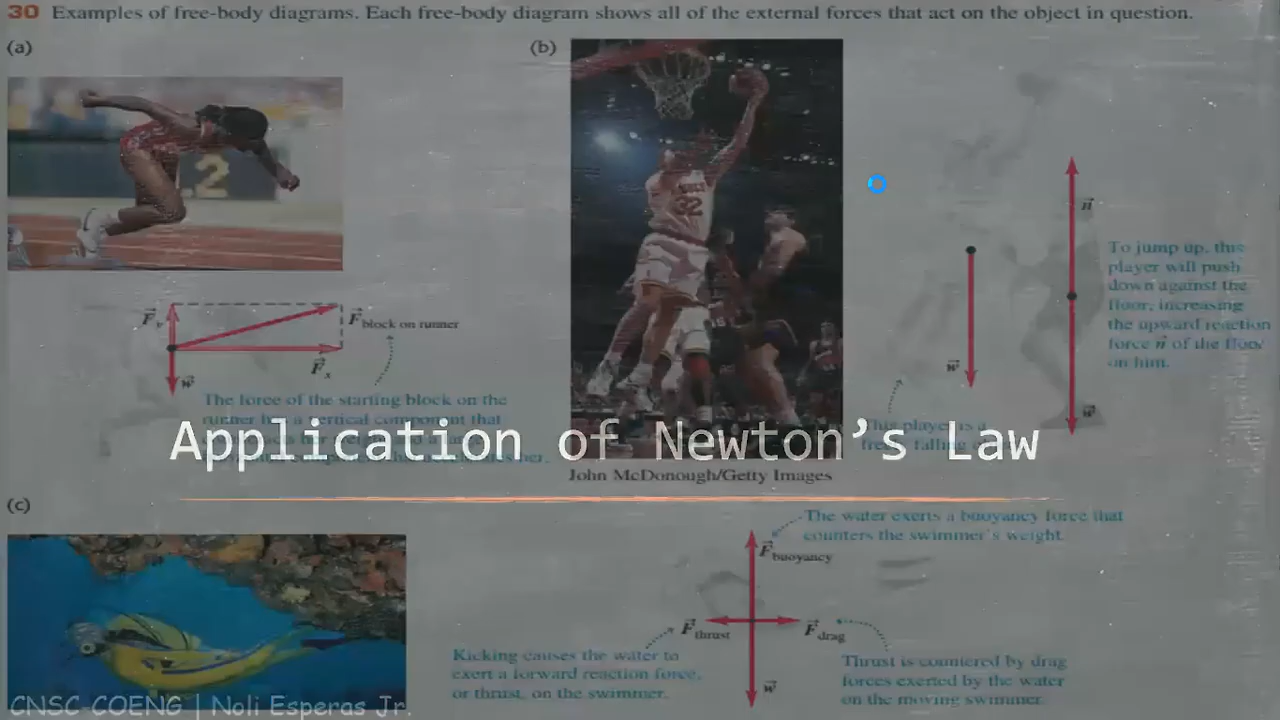 30 Examples of free-body diagrams. Each free-body diagram shows all of the external forces that act on the object in question.
(a)
(b)
.2
32
n
To jump up, this
player will push
down against the
floor, increasing
the upward reaction
force n of the floor
on him.
w
w
F y
F block on runner
F x
w
The force of the starting block on the
runner has a vertical component that
This player is a
Application of Newton’s Law
John McDonough/Getty Images
(c)
The water exerts a buoyancy force that
counters the swimmer's weight.
F buoyancy
F thrust
F drag
Kicking causes the water to
exert a forward reaction force,
or thrust, on the swimmer.
w
Thrust is countered by drag
forces exerted by the water
on the moving swimmer.
CNSC-COENG | Noli Esperas Jr.